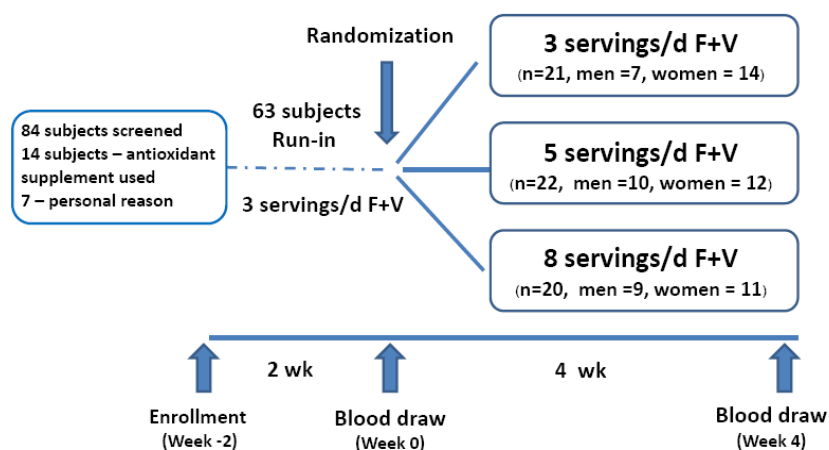 Randomization
3 servings/d F+V
(n=21, men =7, women = 14)
63 subjects
Run-in
84 subjects screened
14 subjects – antioxidant
supplement used
7 – personal reason
3 servings/d F+V
5 servings/d F+V
(n=22, men =10, women = 12)
8 servings/d F+V
(n=20, men =9, women = 11)
2 wk
4 wk
Enrollment
(Week -2)
Blood draw
(Week 0)
Blood draw
(Week 4)